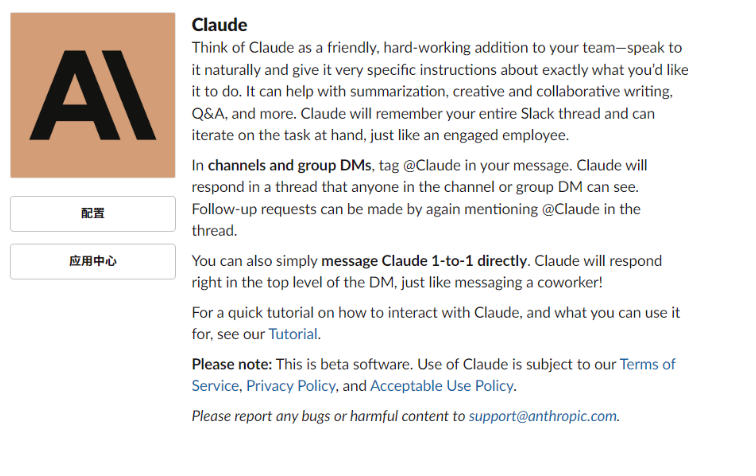 Claude
Think of Claude as a friendly, hard-working addition to your team—speak to
it naturally and give it very specific instructions about exactly what you'd like
it to do. It can help with summarization, creative and collaborative writing,
Q&A, and more. Claude will remember your entire Slack thread and can
iterate on the task at hand, just like an engaged employee.
In channels and group DMs, tag @Claude in your message. Claude will
respond in a thread that anyone in the channel or group DM can see.
Follow-up requests can be made by again mentioning @Claude in the
thread.
You can also simply message Claude 1-to-1 directly. Claude will respond
right in the top level of the DM, just like messaging a coworker!
For a quick tutorial on how to interact with Claude, and what you can use it
for, see our Tutorial.
Please note: This is beta software. Use of Claude is subject to our Terms of
Service, Privacy Policy, and Acceptable Use Policy.
Please report any bugs or harmful content to support@anthropic.com.
A\
配置
应用中心